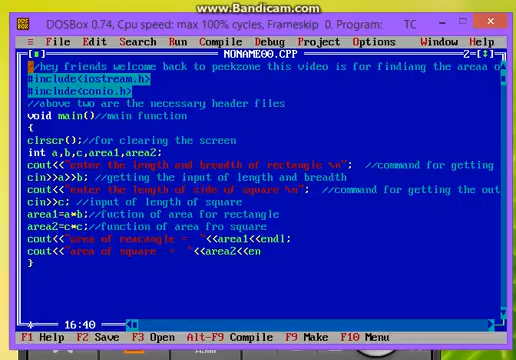 www.Bandicam.com
DOSBox 0.74, Cpu speed: max 100% cycles, Frameskip 0, Program: TC
≡ File Edit Search Run Compile Debug Project Options Window Help
NONAME00.CPP 2
/hey friends welcome back to peekzone this video is for findiang the areaa o
#include<iostream.h>
#include<conio.h>
//above two are the necessary header files
void main()//main function
{
clrscr();//for clearing the screen
int a,b,c,area1,area2;
cout<<"enter the length and breadth of rectangle %n"; //command for getting
cin>>a>>b; //getting the input of length and breadth
cout<<"enter the length of side of square %n"; //command for getting the out
cin>>c; //input of length of square
area1=a*b;//fuction of area for rectangle
area2=c*c;//function of area fro square
cout<<"area of <<area1<<endl;
cout<<"area of square = "<<area2<<en
}
16:40
F1 Help F2 Save F3 Open Alt-F9 Compile F9 Make F10 Menu